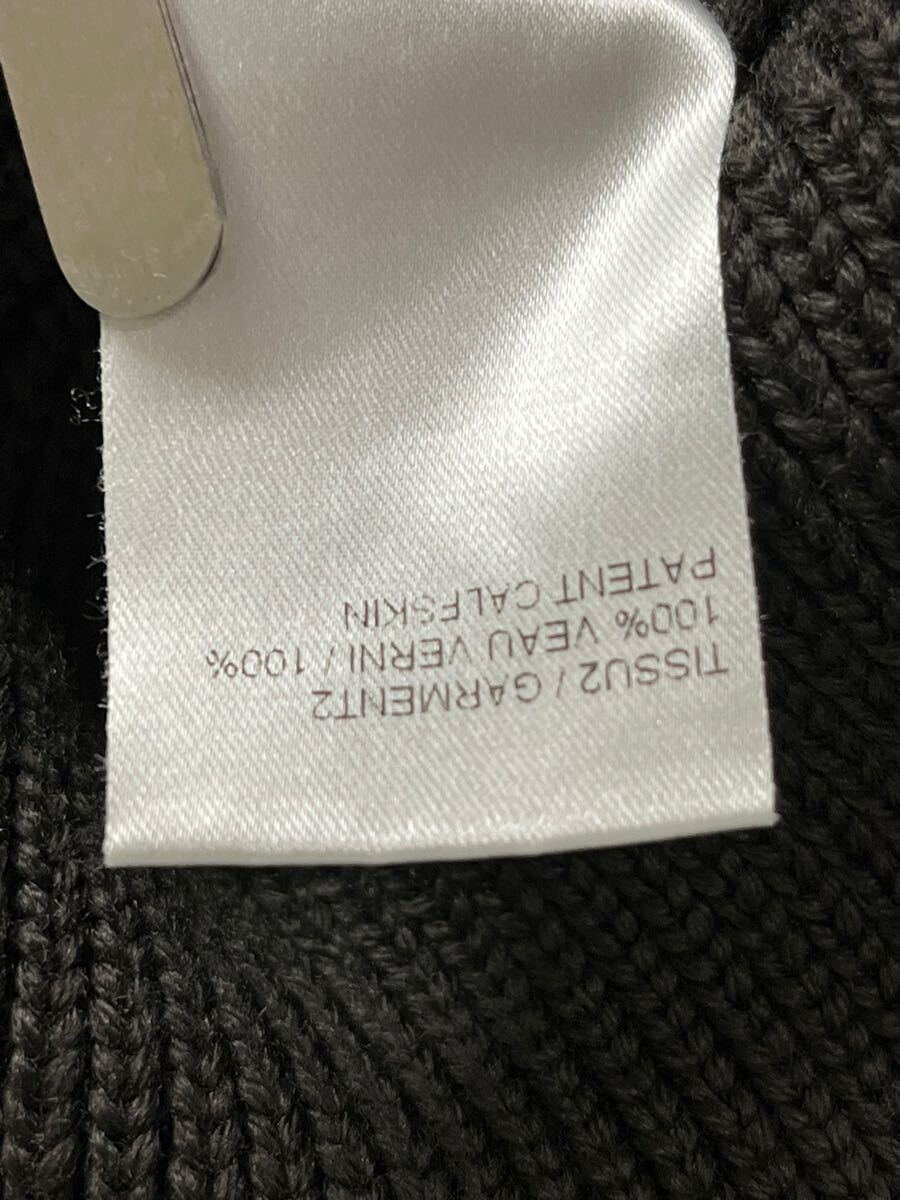 TISSU2 / GARMENT2
100% VEAU VERNI / 100%
PATENT CALFSKIN